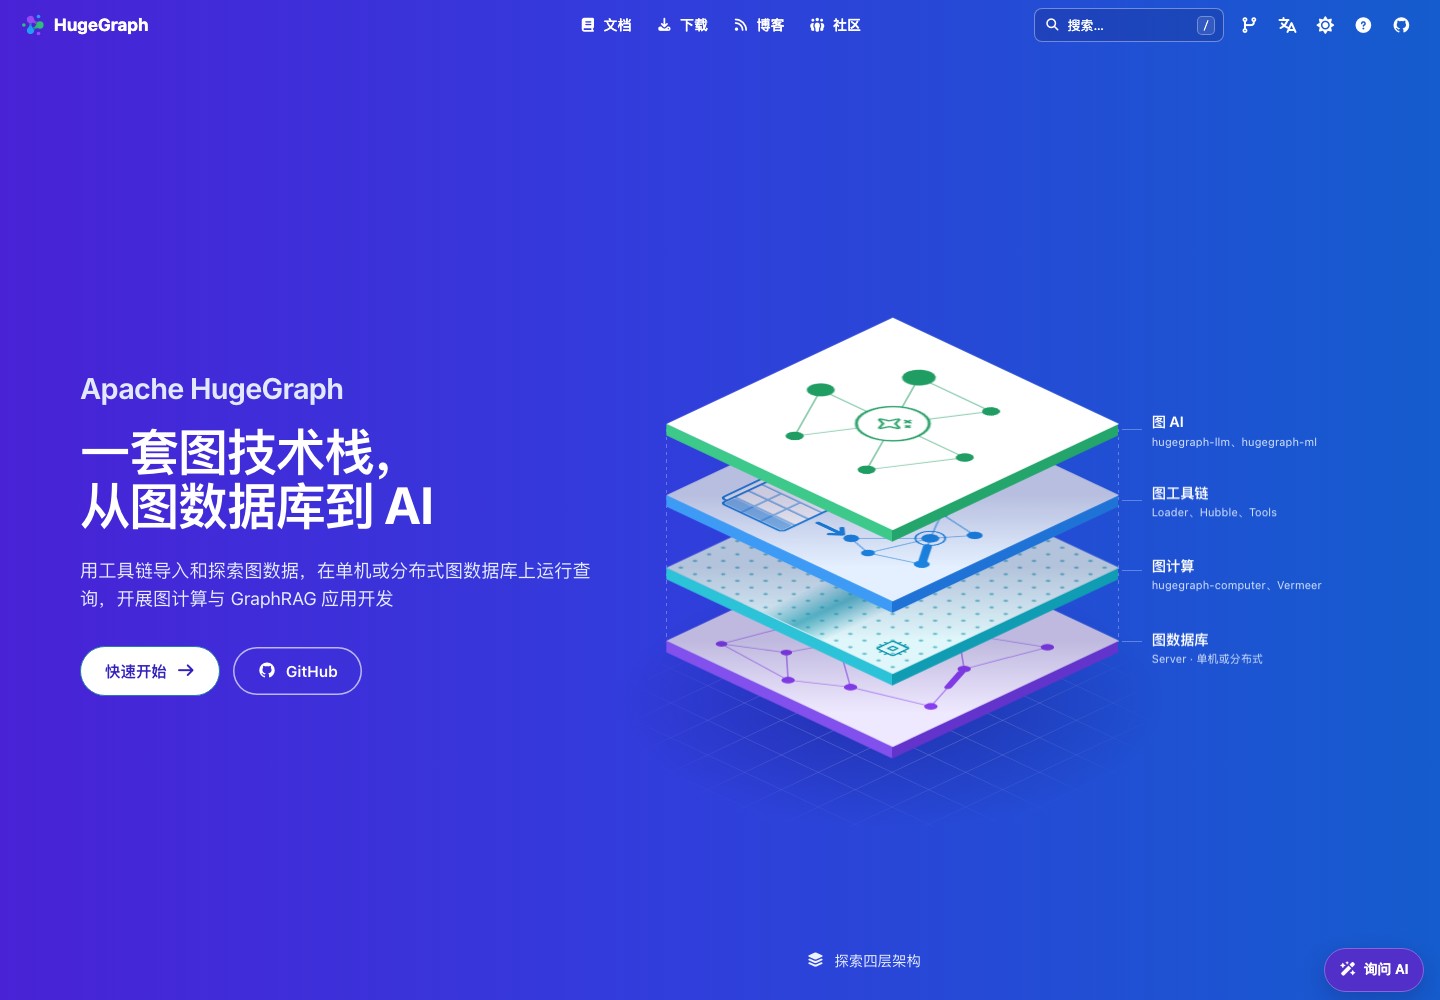 HugeGraph
文档
下载
博客
社区
搜索...
/
Apache HugeGraph
一套图技术栈，
从图数据库到 AI
用工具链导入和探索图数据，在单机或分布式图数据库上运行查
询，开展图计算与 GraphRAG 应用开发
快速开始
GitHub
图 AI
hugegraph-llm、hugegraph-ml
图工具链
Loader、Hubble、Tools
图计算
hugegraph-computer、Vermeer
图数据库
Server · 单机或分布式
探索四层架构
询问 AI